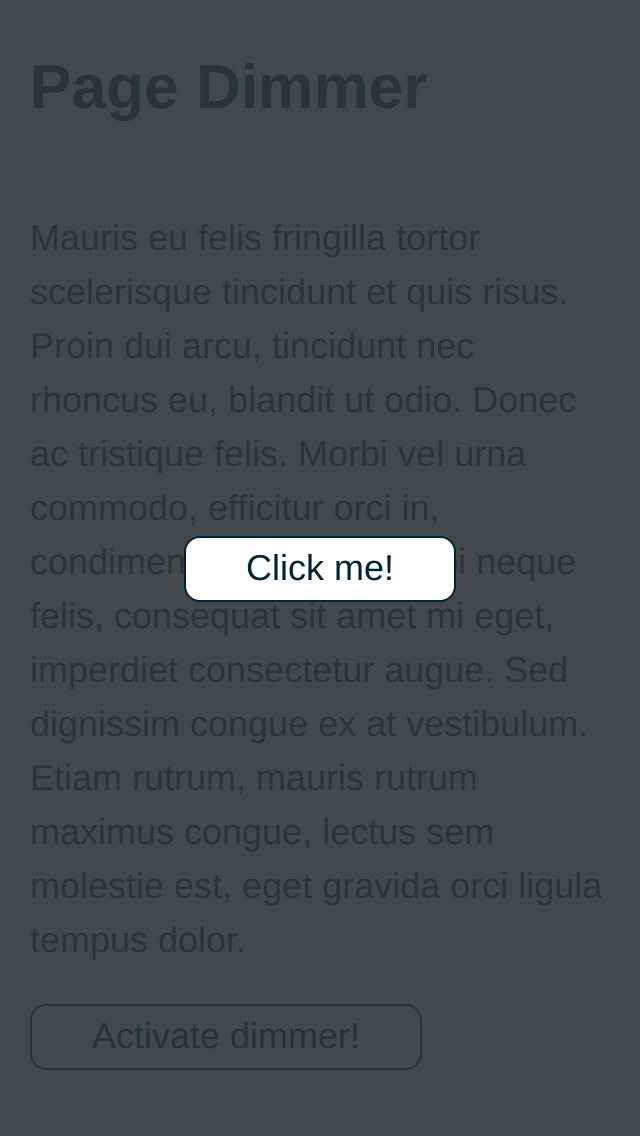 Page Dimmer
Mauris eu felis fringilla tortor
scelerisque tincidunt et quis risus.
Proin dui arcu, tincidunt nec
rhoncus eu, blandit ut odio. Donec
ac tristique felis. Morbi vel urna
commodo, efficitur orci in,
neque
Click me!
felis, consequat sit amet mi eget,
imperdiet consectetur augue. Sed
dignissim congue ex at vestibulum.
Etiam rutrum, mauris rutrum
maximus congue, lectus sem
molestie est, eget gravida orci ligula
tempus dolor.
Activate dimmer!